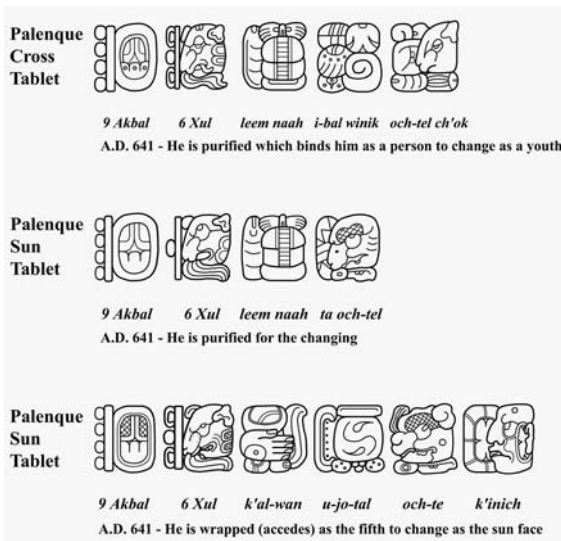 Palenque
Cross
Tablet
9 Akbal 6 Xul leem naah i-bal winik och-tel ch'ok
A.D. 641 - He is purified which binds him as a person to change as a youth
Palenque
Sun
Tablet
9 Akbal 6 Xul leem naah ta och-tel
A.D. 641 - He is purified for the changing
Palenque
Sun
Tablet
9 Akbal 6 Xul k'al-wan u-jo-tal och-te k'inich
A.D. 641 - He is wrapped (accedes) as the fifth to change as the sun face